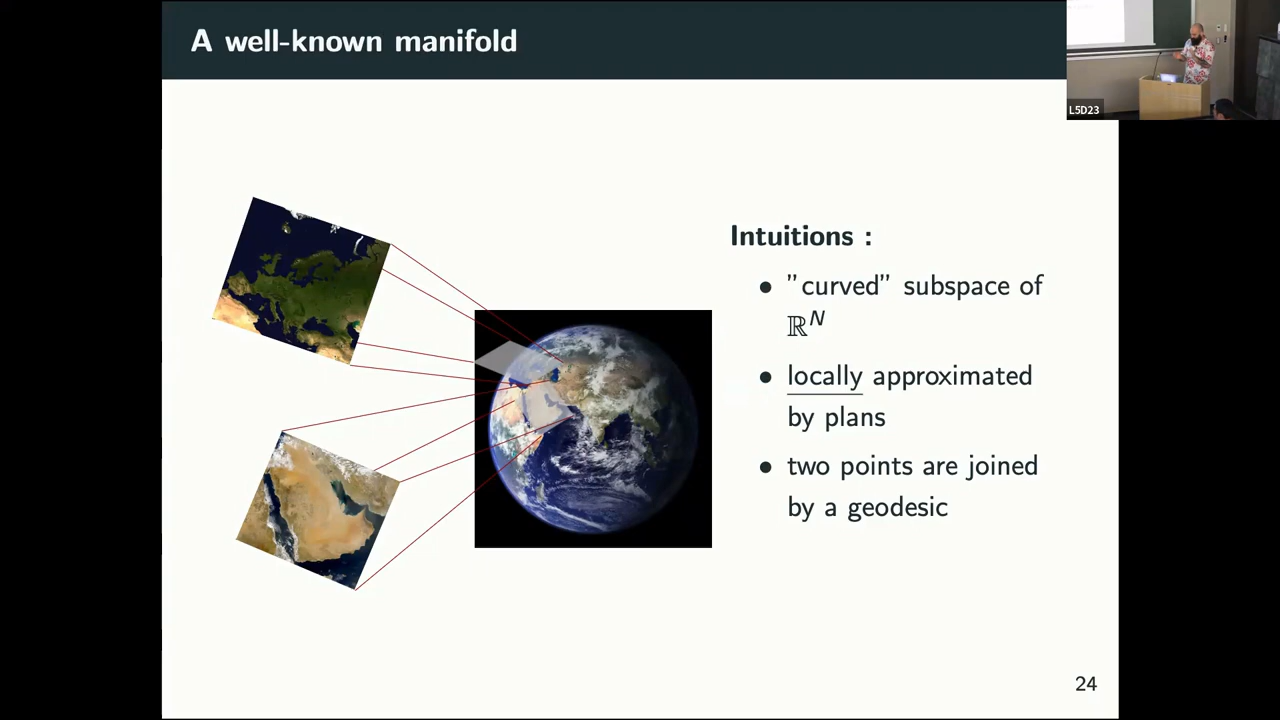 A well-known manifold
L5D23
Intuitions :
• ”curved” subspace of
ℝᴺ
• locally approximated
by plans
• two points are joined
by a geodesic
24